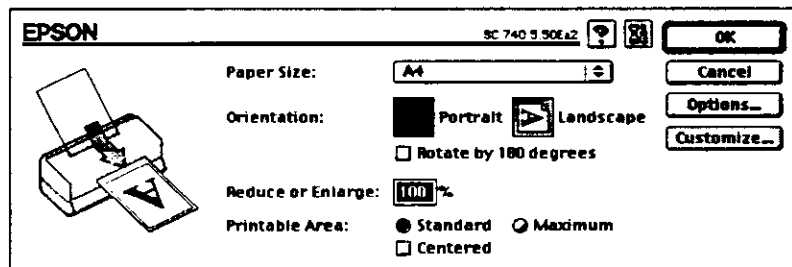 EPSON
SC 740 5.50Ea2
OK
Paper Size: A4
Cancel
Orientation: Portrait Landscape
Options...
Rotate by 180 degrees
Customize...
Reduce or Enlarge: 100 %
Printable Area: Standard Maximum
Centered